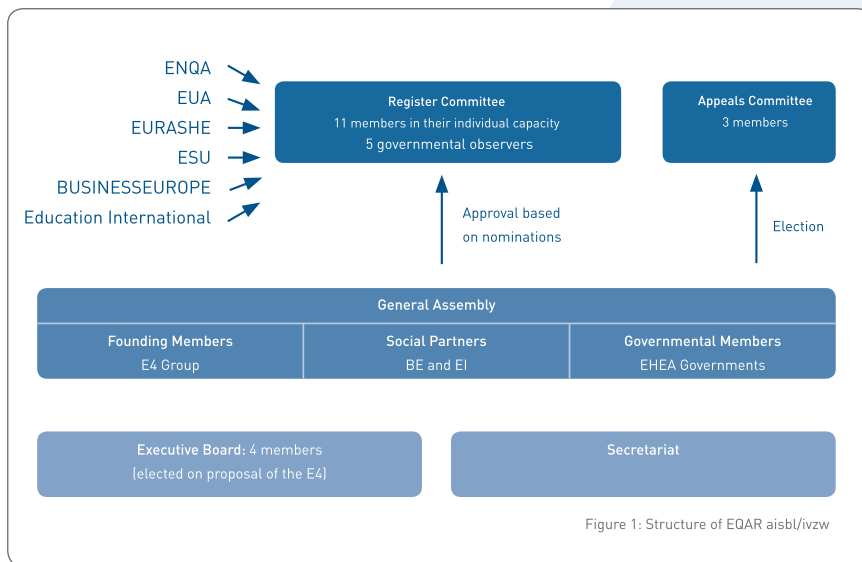 ENQA
EUA
EURASHE
ESU
BUSINESSEUROPE
Education International
Register Committee
11 members in their individual capacity
5 governmental observers
Appeals Committee
3 members
Approval based
on nominations
Election
General Assembly
Founding Members
E4 Group
Social Partners
BE and EI
Governmental Members
EHEA Governments
Executive Board: 4 members
(elected on proposal of the E4)
Secretariat
Figure 1: Structure of EQAR aisbl/ivzw